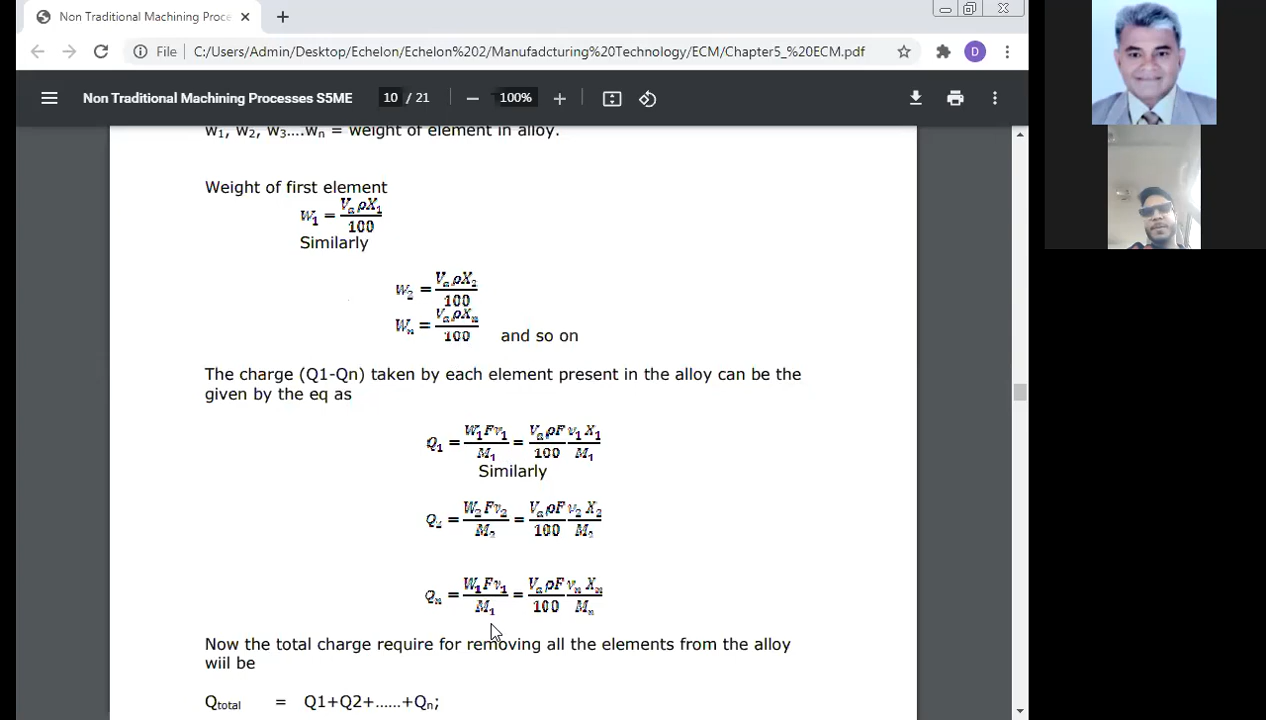 Non Traditional Machining Proce
File
C:/Users/Admin/Desktop/Echelon/Echelon%202/Manufadcturing%20Technology/ECM/Chapter5_%20ECM.pdf
D
Non Traditional Machining Processes S5ME
10 / 21
100%
w1, w2, w3....wn = weight of element in alloy.
Weight of first element
W₁ = VₐρX₁/100
Similarly
W₂ = VₐρX₂/100
Wₙ = VₐρXₙ/100 and so on
The charge (Q1-Qn) taken by each element present in the alloy can be the
given by the eq as
Q₁ = W₁Fv₁/M₁ = VₐρF/100 v₁X₁/M₁
Similarly
Q₂ = W₂Fv₂/M₂ = VₐρF/100 v₂X₂/M₂
Qₙ = W₁Fv₁/M₁ = VₐρF/100 vₙXₙ/Mₙ
Now the total charge require for removing all the elements from the alloy
wiil be
Qtotal = Q1+Q2+......+Qn;